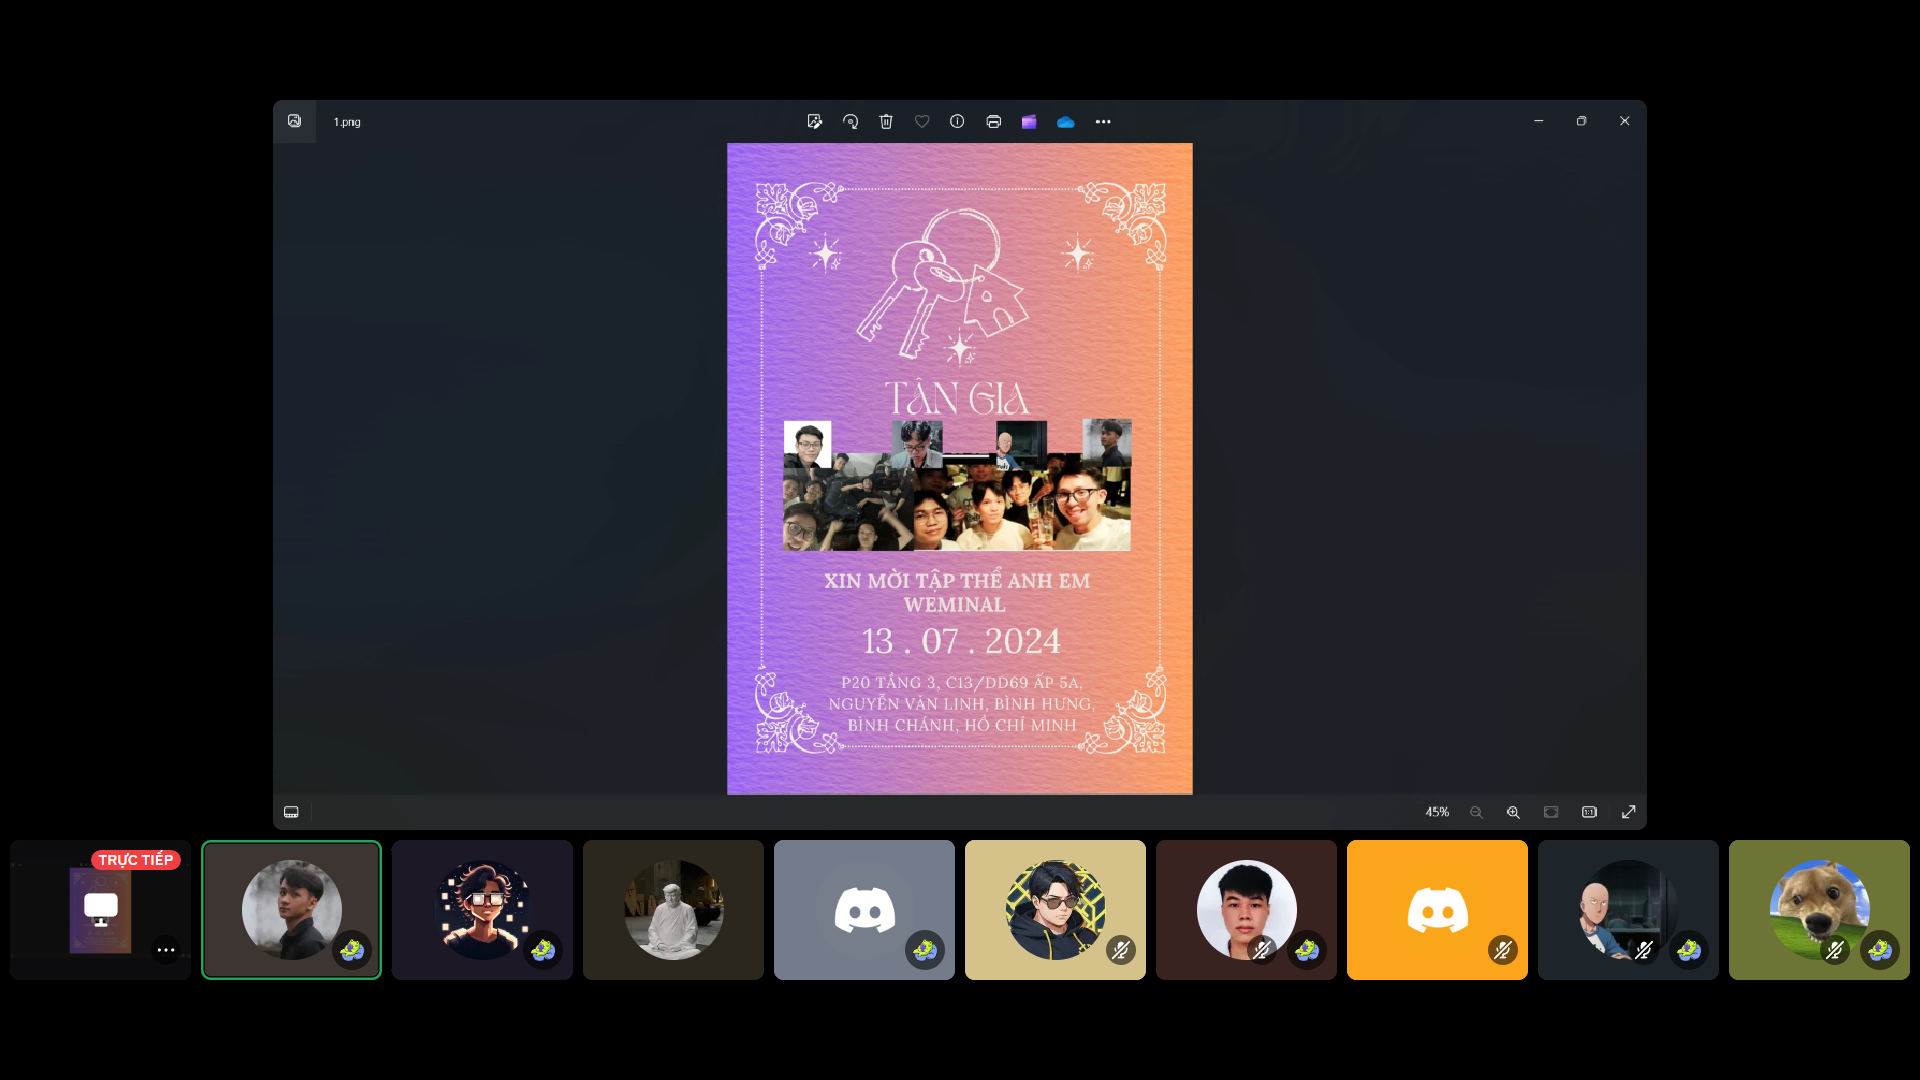 1.png
TÂN GIA
XIN MỜI TẬP THỂ ANH EM
WEMINAL
13 . 07 . 2024
P20 TẦNG 3, C13/DD69 ẤP 5A,
NGUYỄN VĂN LINH, BÌNH HƯNG,
BÌNH CHÁNH, HỒ CHÍ MINH
45%
TRỰC TIẾP